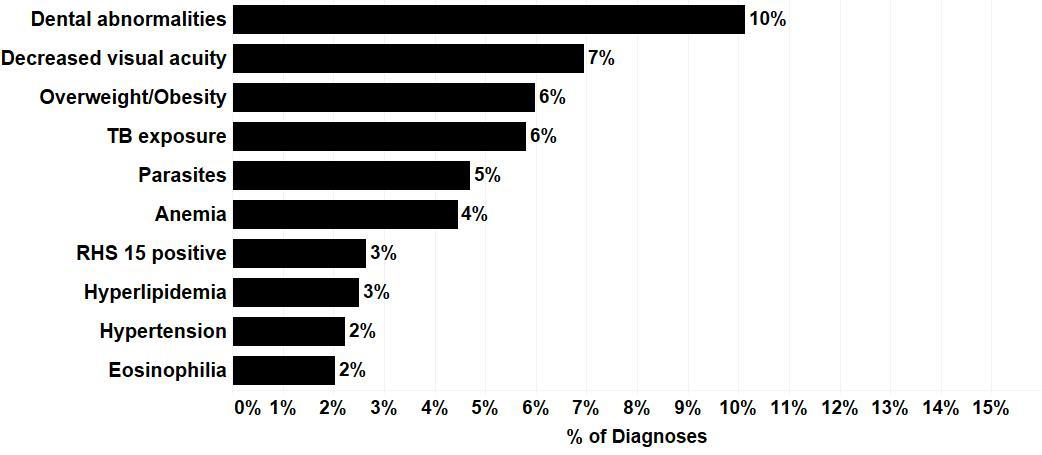 Dental abnormalities 10%
Decreased visual acuity 7%
Overweight/Obesity 6%
TB exposure 6%
Parasites 5%
Anemia 4%
RHS 15 positive 3%
Hyperlipidemia 3%
Hypertension 2%
Eosinophilia 2%
0% 1% 2% 3% 4% 5% 6% 7% 8% 9% 10% 11% 12% 13% 14% 15%
% of Diagnoses